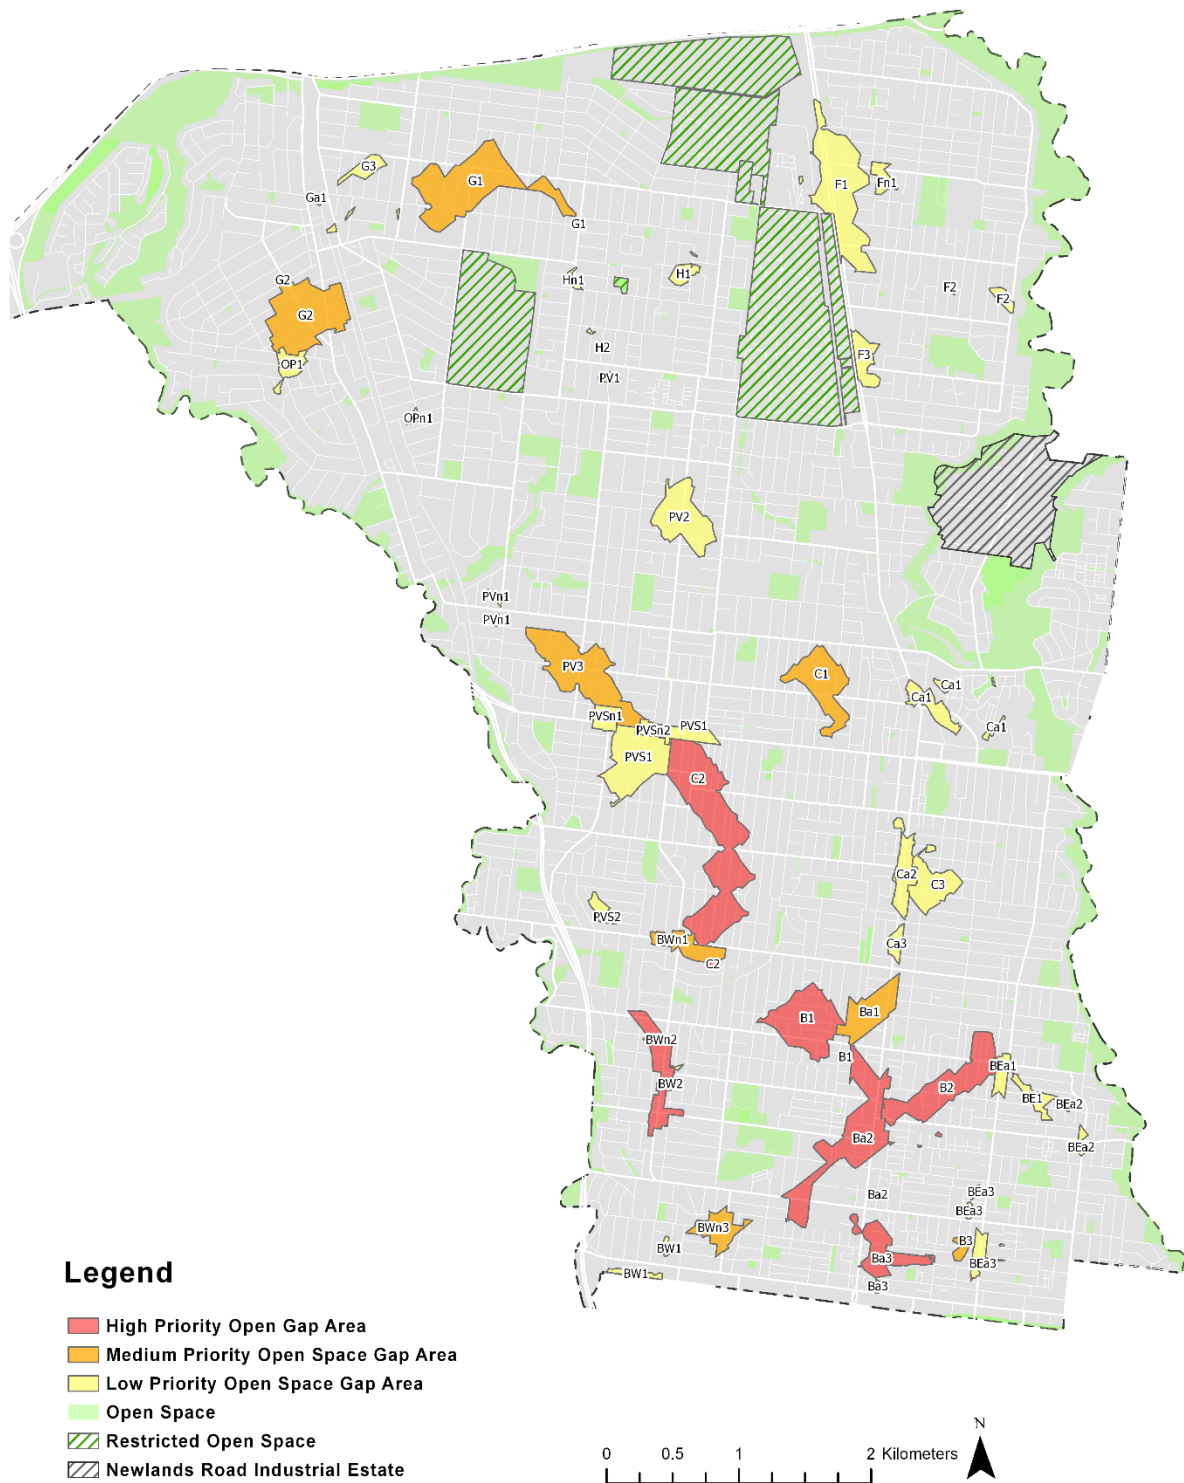 G3
G1
F1
Fn1
Ga1
G1
G2
Hn1
H1
F2
F2
G2
H2
F3
OP1
PV1
OPn1
PV2
PVn1
PVn1
PV3
C1
Ca1
Ca1
PVSn1
PVS1
PVSn2
Ca1
PVS1
C2
Ca2
C3
PVS2
BWn1
Ca3
C2
B1
Ba1
BWn2
B1
BEa1
BW2
B2
BE1
BEa2
Ba2
BEa2
BEa3
Ba2
BEa3
BWn3
B3
BW1
Ba3
BEa3
BW1
Ba3
Legend
High Priority Open Gap Area
Medium Priority Open Space Gap Area
Low Priority Open Space Gap Area
Open Space
Restricted Open Space
Newlands Road Industrial Estate
N
0 0.5 1 2 Kilometers